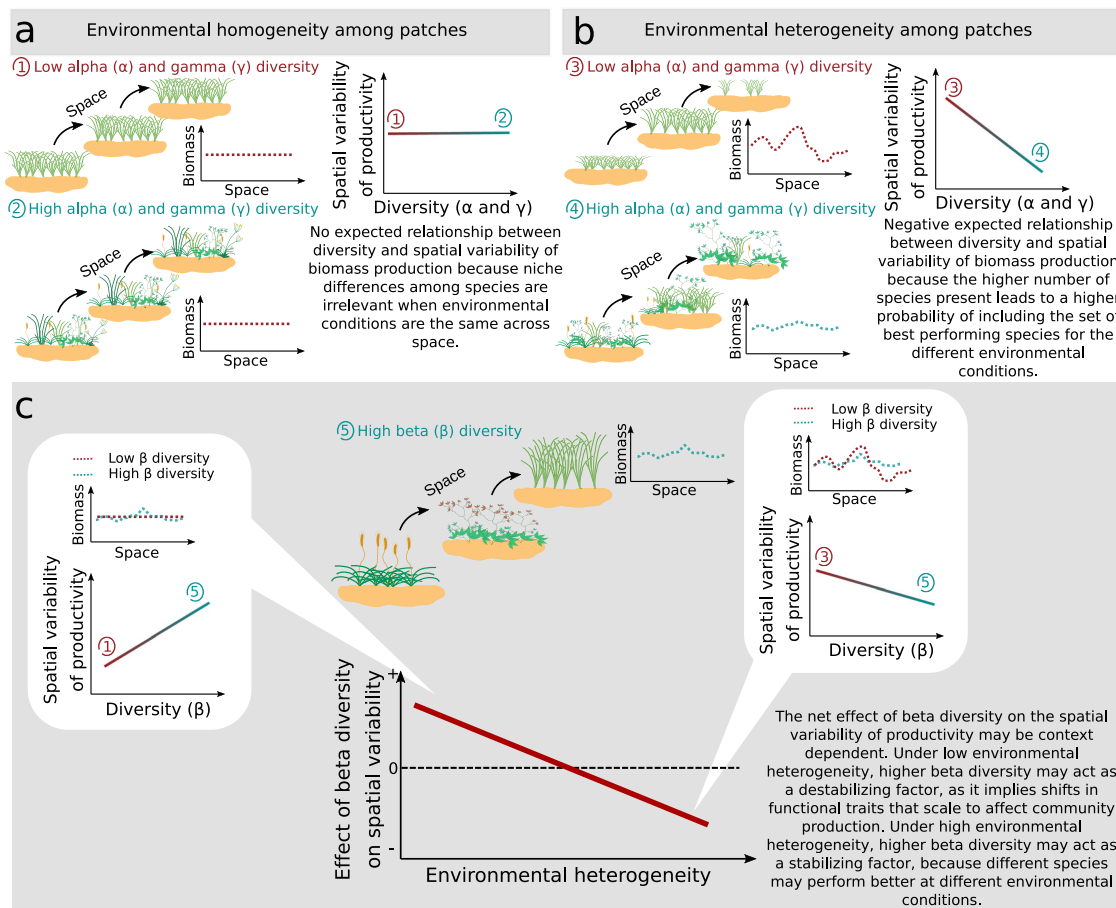 a
Environmental homogeneity among patches
① Low alpha (α) and gamma (γ) diversity
Space
Biomass
Space
Spatial variability
of productivity
1
2
Diversity (α and γ)
② High alpha (α) and gamma (γ) diversity
Space
Space
Biomass
Space
No expected relationship between
diversity and spatial variability of
biomass production because niche
differences among species are
irrelevant when environmental
conditions are the same across
space.
b
Environmental heterogeneity among patches
③ Low alpha (α) and gamma (γ) diversity
Space
Biomass
Space
Spatial variability
of productivity
3
4
Diversity (α and γ)
④ High alpha (α) and gamma (γ) diversity
Space
Biomass
Space
Negative expected relationship
between diversity and spatial
variability of biomass production
because the higher number of
species present leads to a higher
probability of including the set of
best performing species for the
different environmental
conditions.
c
Low β diversity
High β diversity
Biomass
Space
Spatial variability
of productivity
1
5
Diversity (β)
⑤ High beta (β) diversity
Space
Biomass
Space
Low β diversity
High β diversity
Biomass
Space
Spatial variability
of productivity
3
5
Diversity (β)
Effect of beta diversity
on spatial variability
+
0
-
Environmental heterogeneity
The net effect of beta diversity on the spatial
variability of productivity may be context
dependent. Under low environmental
heterogeneity, higher beta diversity may act as
a destabilizing factor, as it implies shifts in
functional traits that scale to affect community
production. Under high environmental
heterogeneity, higher beta diversity may act as
a stabilizing factor, because different species
may perform better at different environmental
conditions.